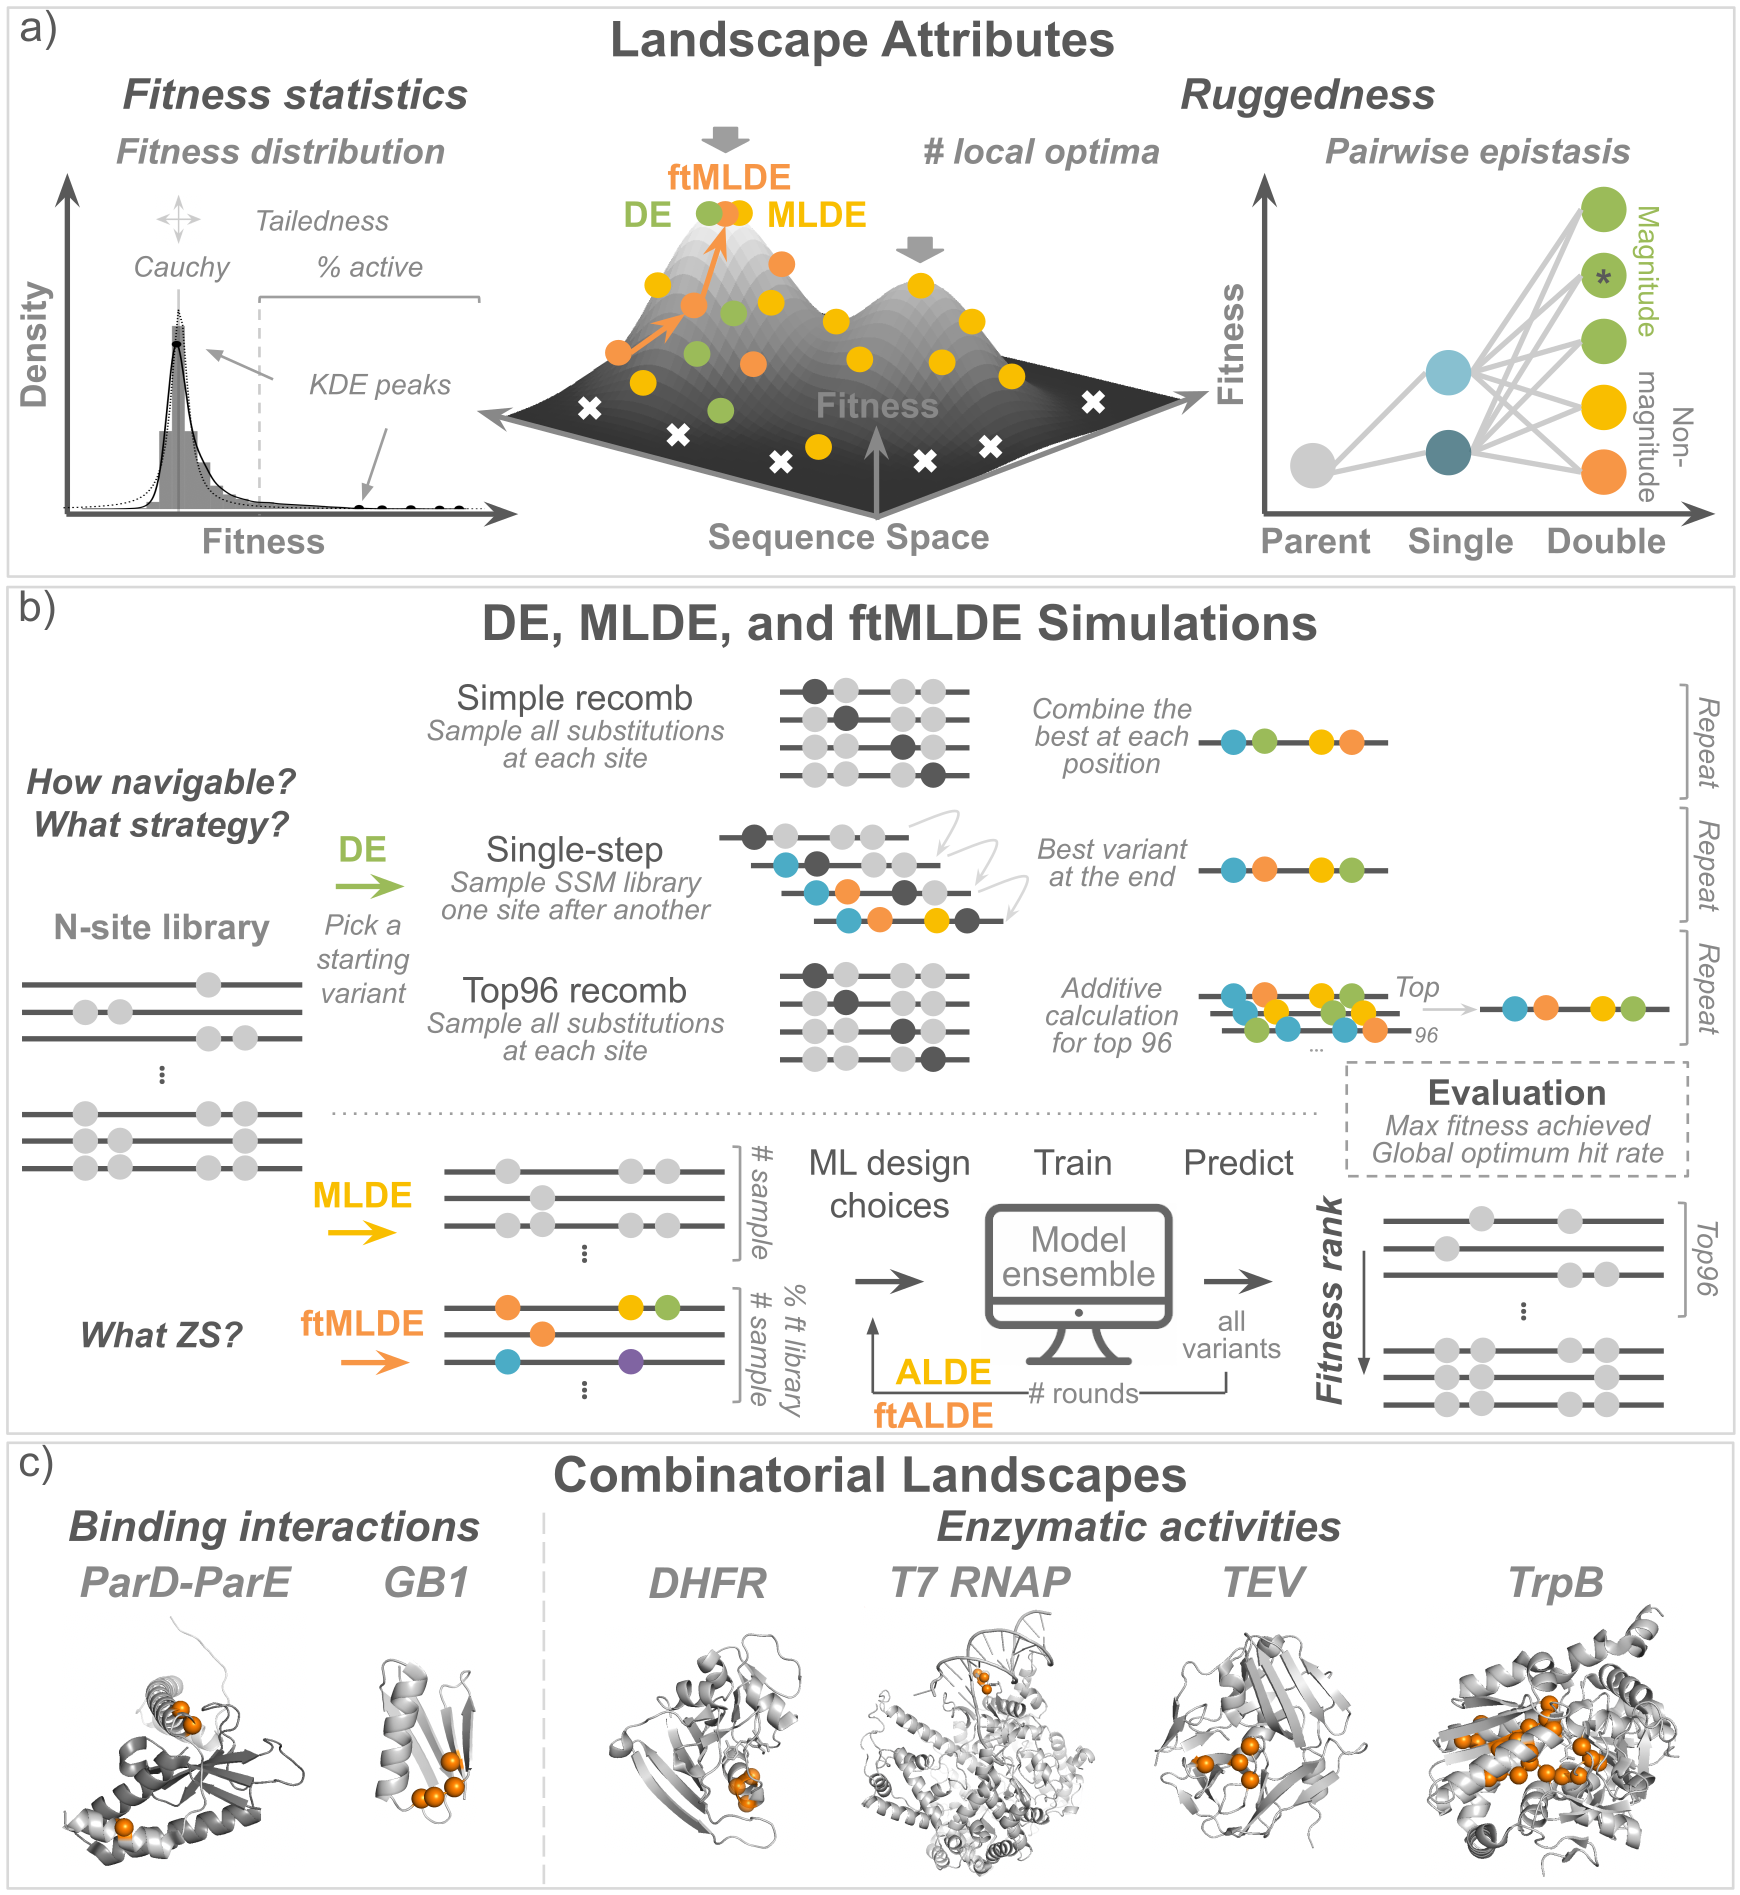 a)
Landscape Attributes
Fitness statistics
Ruggedness
Fitness distribution
# local optima
Pairwise epistasis
Tailedness
Cauchy
% active
KDE peaks
Density
Fitness
ftMLDE
DE
MLDE
Fitness
Sequence Space
Fitness
*
Magnitude
Non-
magnitude
Parent
Single
Double
b)
DE, MLDE, and ftMLDE Simulations
How navigable?
What strategy?
N-site library
...
DE
Pick a
starting
variant
Simple recomb
Sample all substitutions
at each site
Combine the
best at each
position
Repeat
Single-step
Sample SSM library
one site after another
Best variant
at the end
Repeat
Top96 recomb
Sample all substitutions
at each site
Additive
calculation
for top 96
...
Top
96
Repeat
Evaluation
Max fitness achieved
Global optimum hit rate
MLDE
...
# sample
What ZS?
ftMLDE
...
# sample
% ft library
ML design
choices
Train
Predict
Model
ensemble
all
variants
ALDE
# rounds
ftALDE
Fitness rank
...
Top96
c)
Combinatorial Landscapes
Binding interactions
Enzymatic activities
ParD-ParE
GB1
DHFR
T7 RNAP
TEV
TrpB